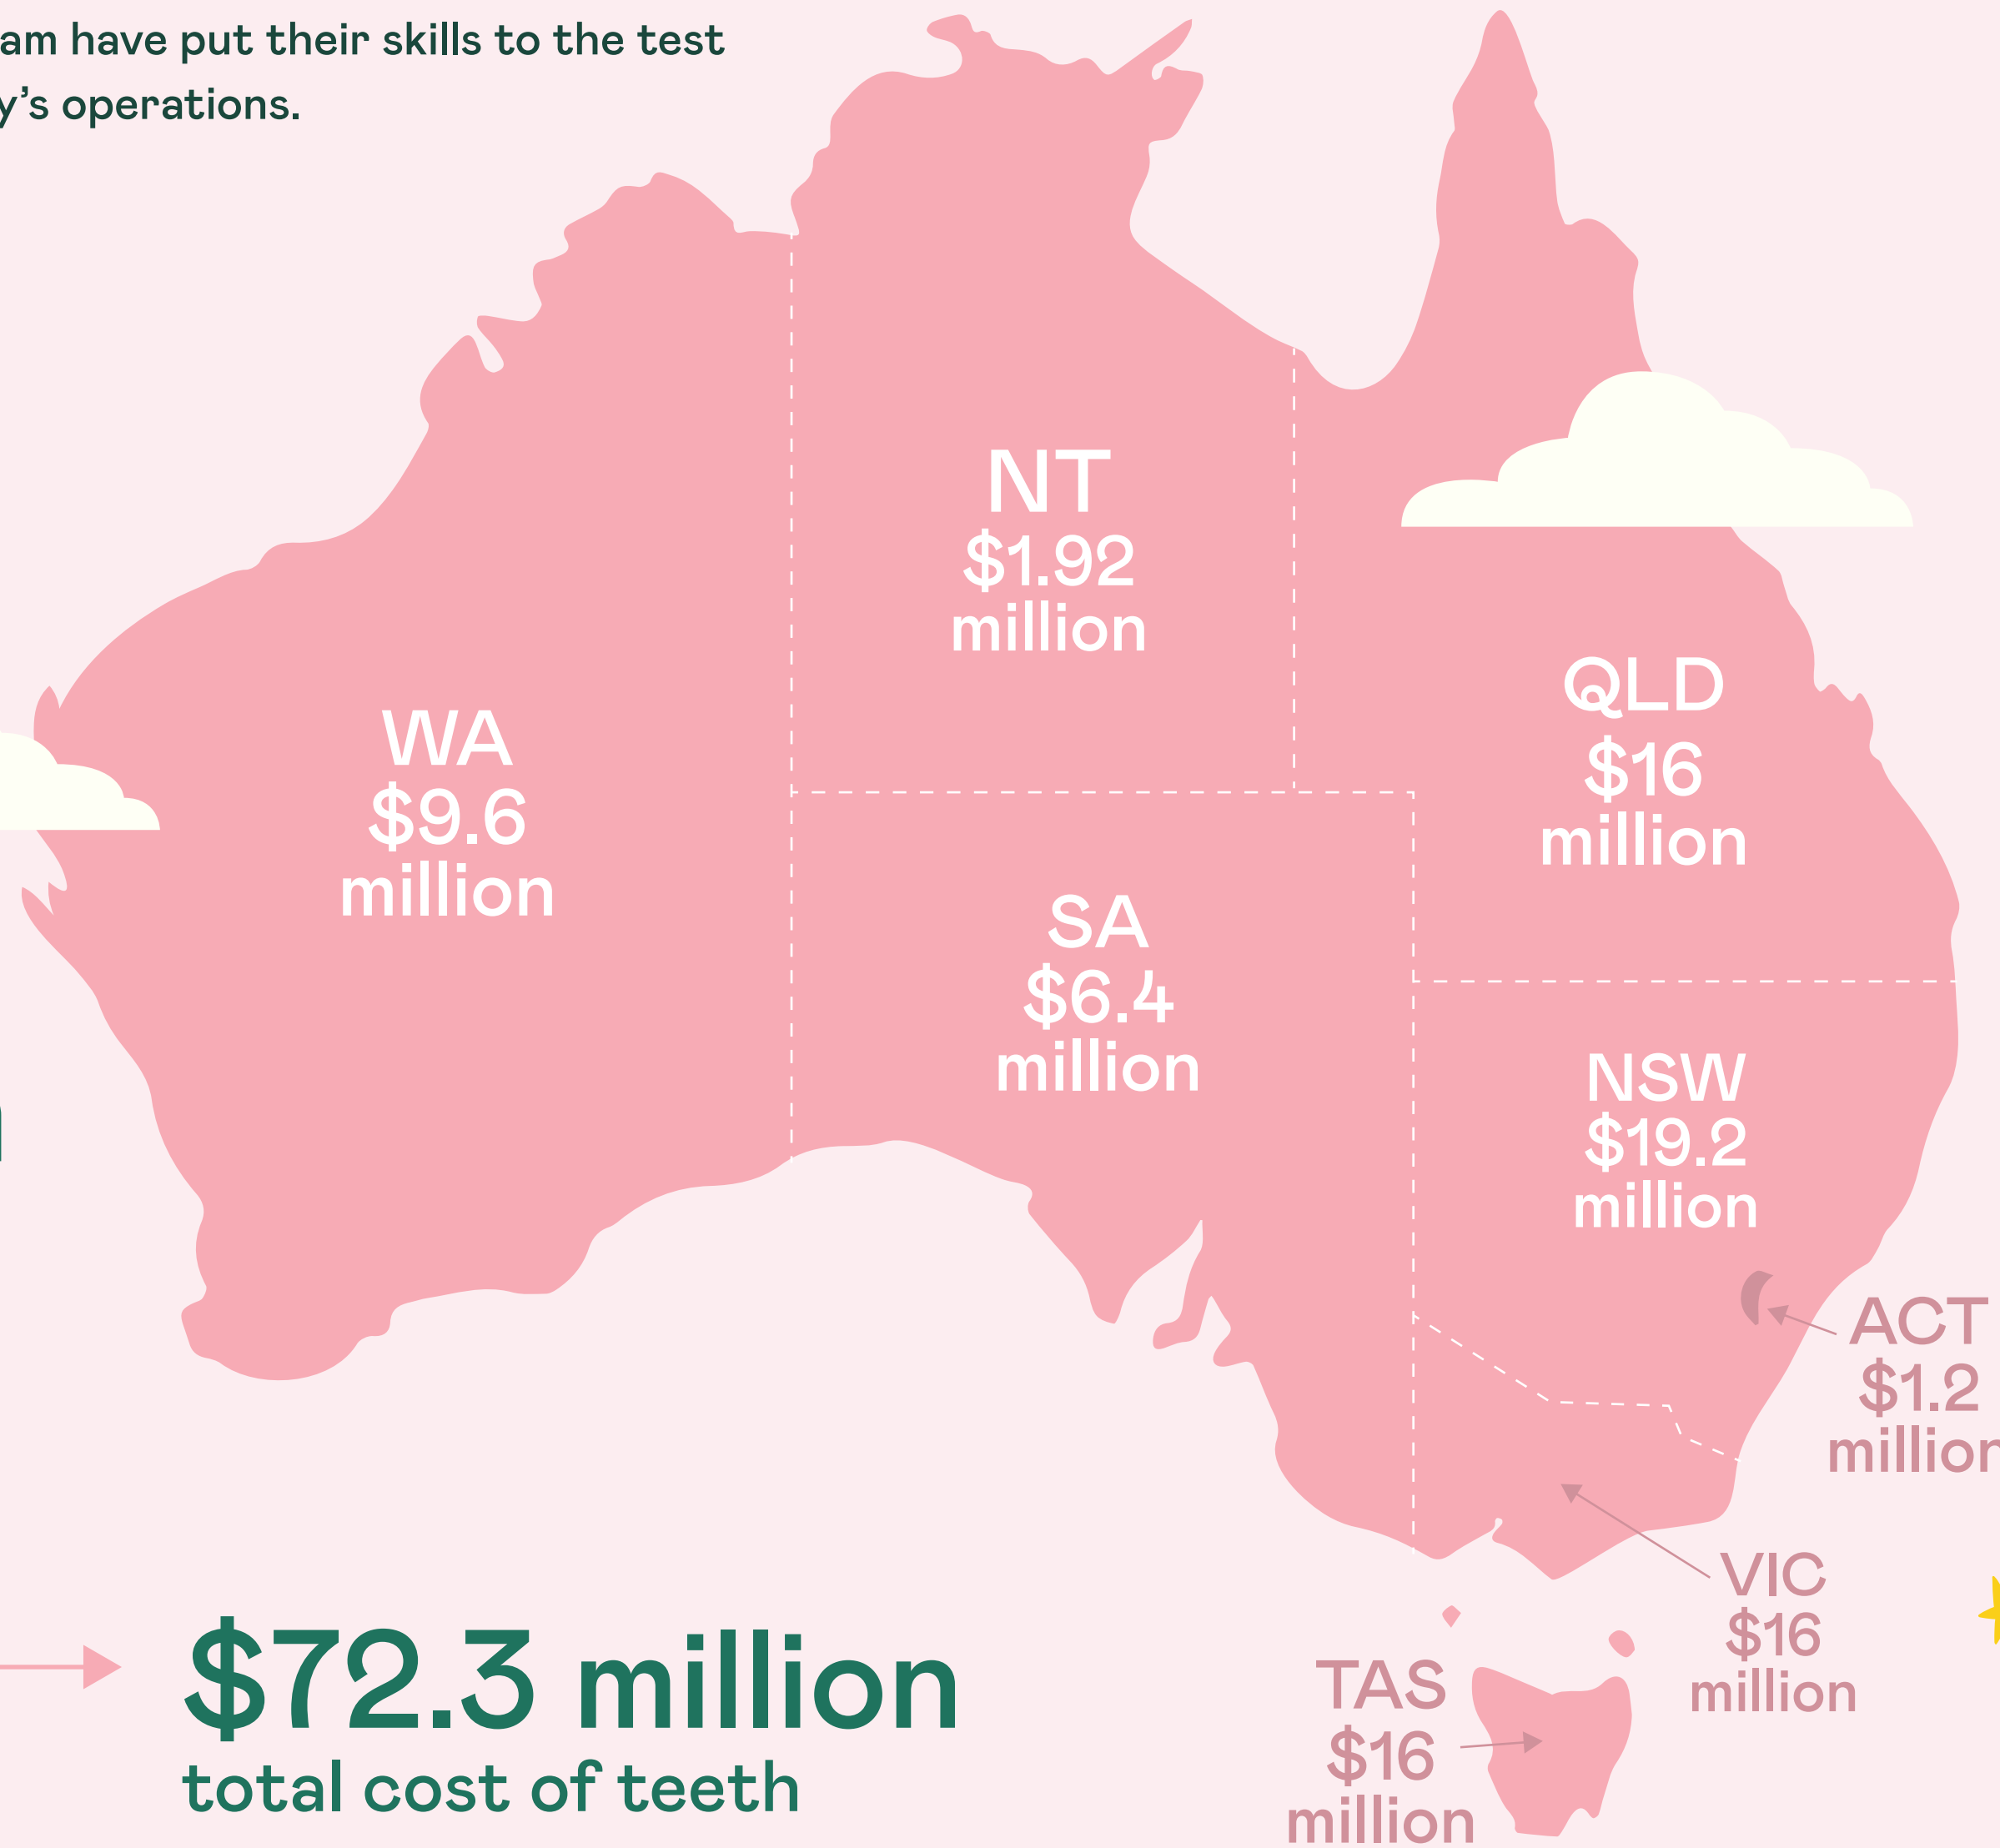 am have put their skills to the test
y's operations.
NT
$1.92
million
QLD
$16
million
WA
$9.6
million
SA
$6.4
million
NSW
$19.2
million
ACT
$1.2
million
VIC
$16
million
TAS
$16
million
$72.3 million
total cost of teeth